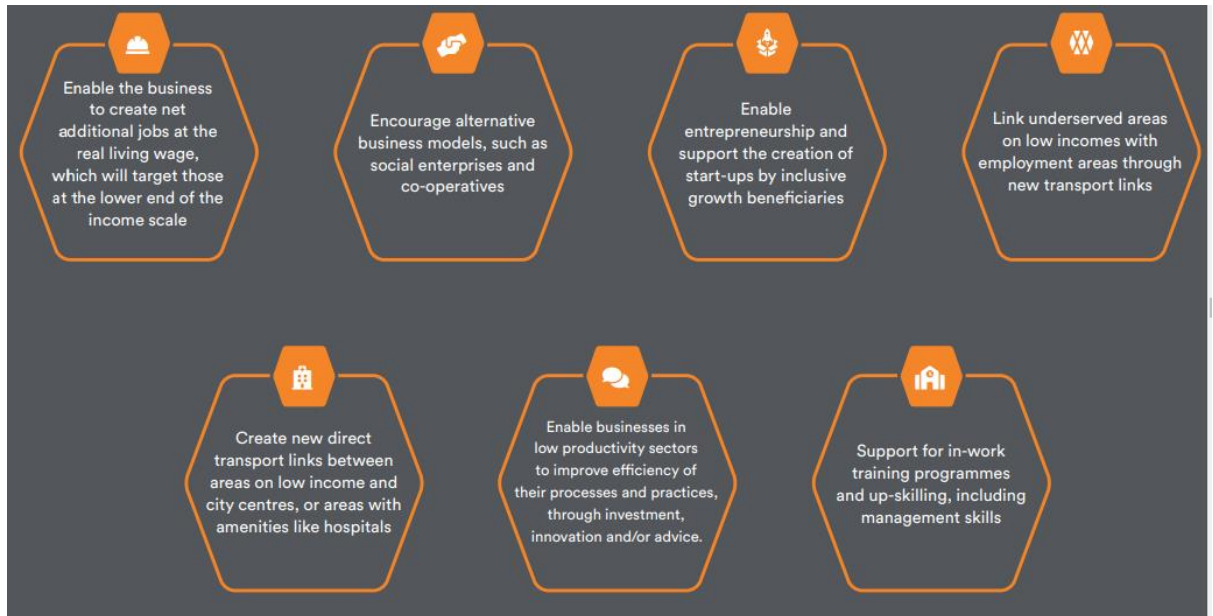 Enable the business
to create net
additional jobs at the
real living wage,
which will target those
at the lower end of the
income scale
Encourage alternative
business models, such as
social enterprises and
co-operatives
Enable
entrepreneurship and
support the creation of
start-ups by inclusive
growth beneficiaries
Link underserved areas
on low incomes with
employment areas through
new transport links
Create new direct
transport links between
areas on low income and
city centres, or areas with
amenities like hospitals
Enable businesses in
low productivity sectors
to improve efficiency of
their processes and practices,
through investment,
innovation and/or advice.
Support for in-work
training programmes
and up-skilling, including
management skills